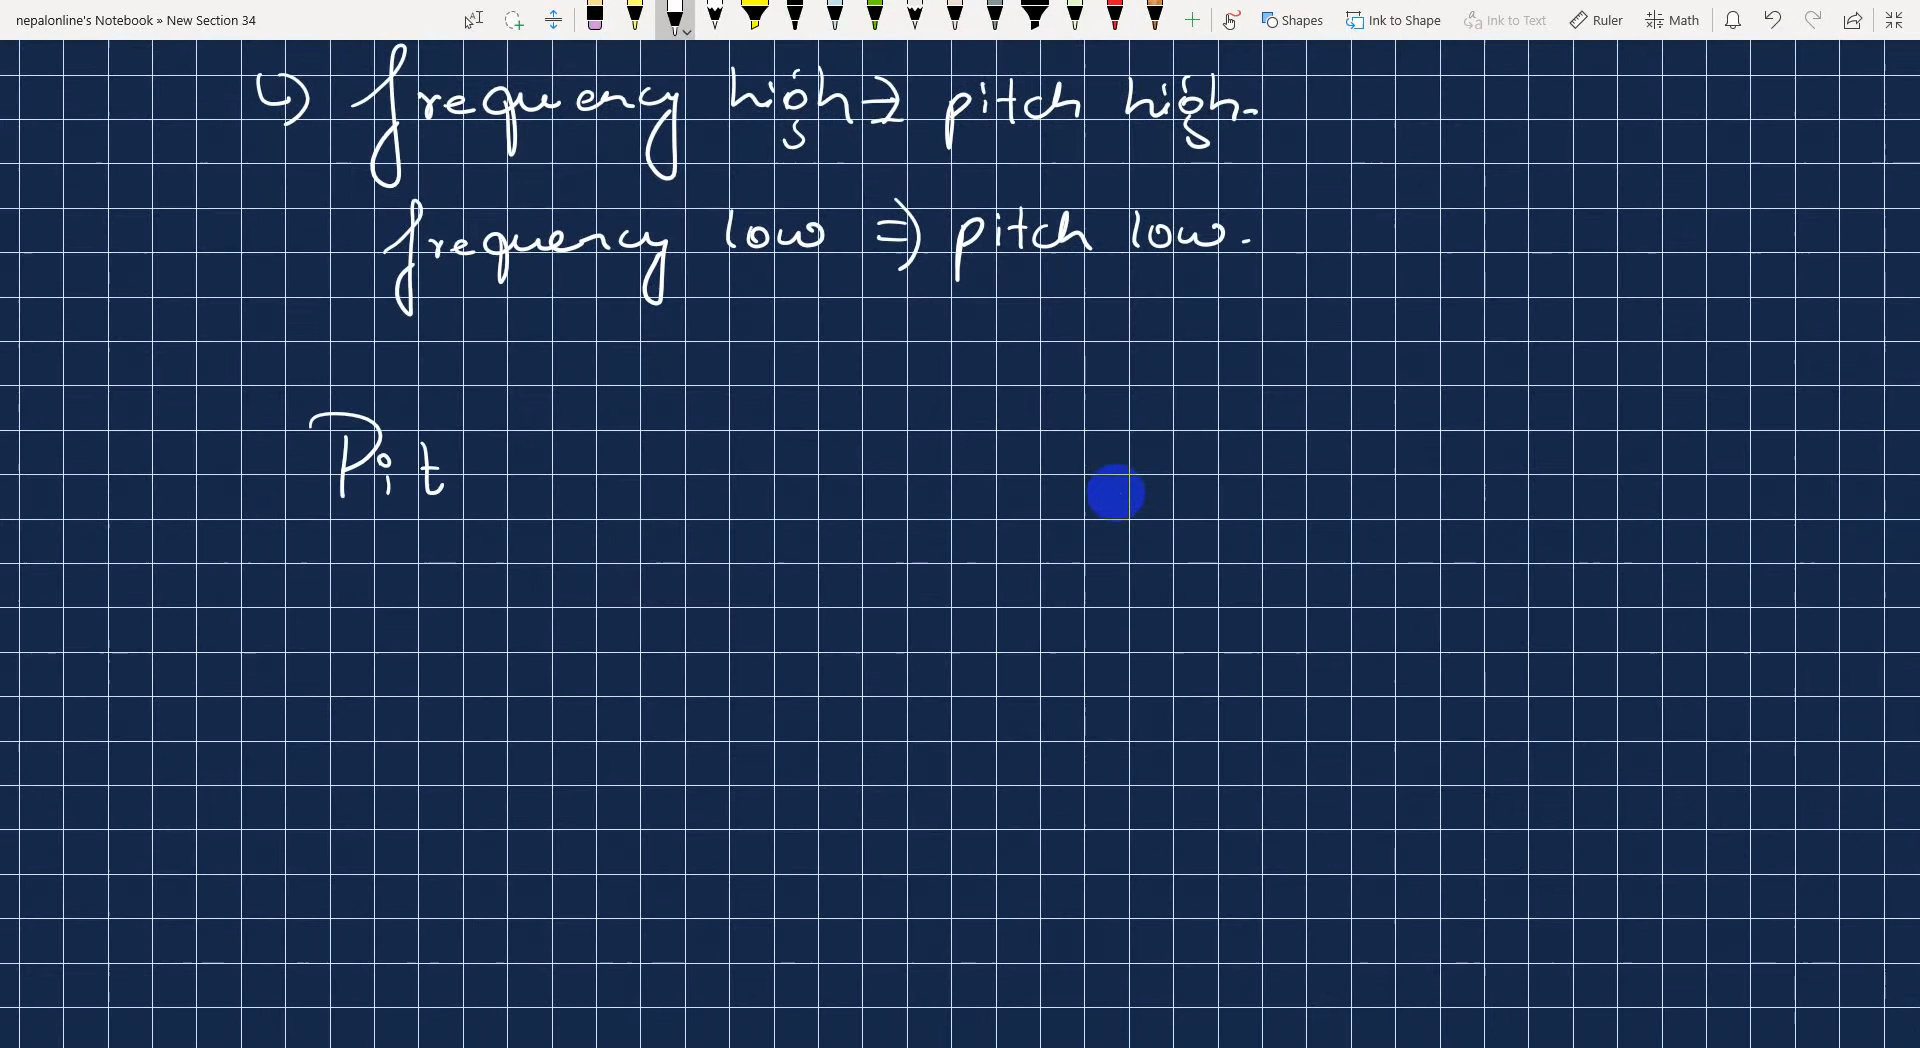 nepalonline's Notebook » New Section 34
Shapes Ink to Shape Ink to Text Ruler Math
↳ frequency high ⇒ pitch high.
frequency low ⇒ pitch low.
Pit